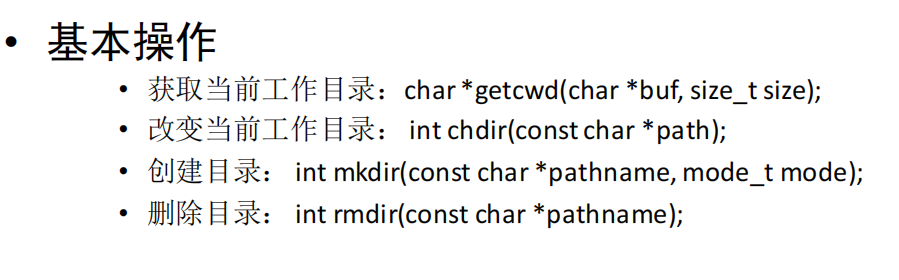 • 基本操作
• 获取当前工作目录：char *getcwd(char *buf, size_t size);
• 改变当前工作目录： int chdir(const char *path);
• 创建目录： int mkdir(const char *pathname, mode_t mode);
• 删除目录： int rmdir(const char *pathname);